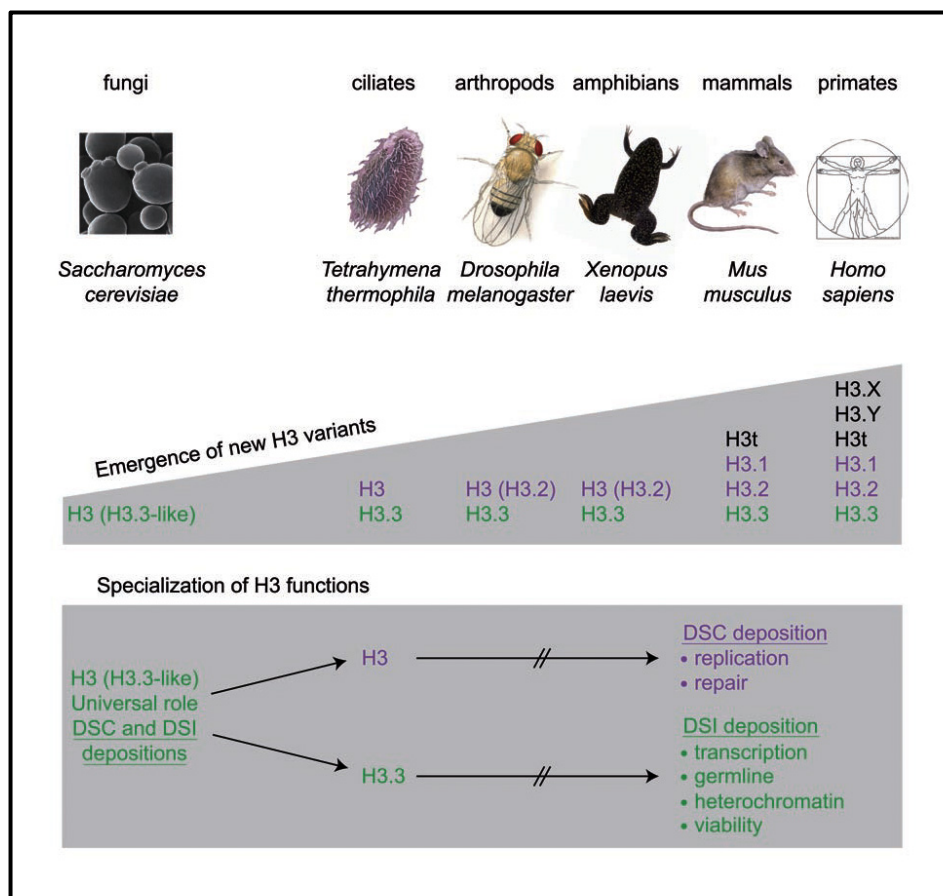 fungi
ciliates
arthropods
amphibians
mammals
primates
Saccharomyces
cerevisiae
Tetrahymena
thermophila
Drosophila
melanogaster
Xenopus
laevis
Mus
musculus
Homo
sapiens
Emergence of new H3 variants
H3 (H3.3-like)
H3
H3.3
H3 (H3.2)
H3.3
H3 (H3.2)
H3.3
H3t
H3.1
H3.2
H3.3
H3.X
H3.Y
H3t
H3.1
H3.2
H3.3
Specialization of H3 functions
H3 (H3.3-like)
Universal role
DSC and DSI
depositions
H3
H3.3
DSC deposition
• replication
• repair
DSI deposition
• transcription
• germline
• heterochromatin
• viability